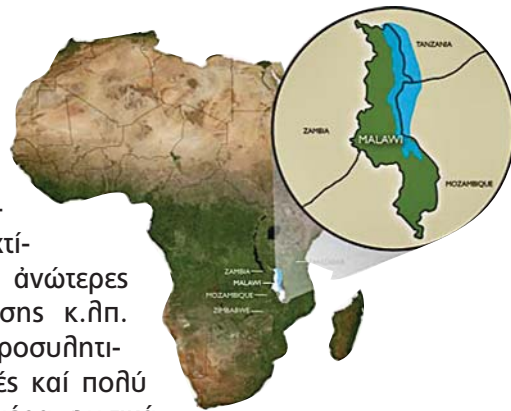 TANZANIA
ZAMBIA
MALAWI
MOZAMBIQUE
ZAMBIA
MALAWI
MOZAMBIQUE
ZIMBABWE
κτί-
ἀνώτερες
σης κ.λπ.
ροσυλητι-
ές καί πολύ